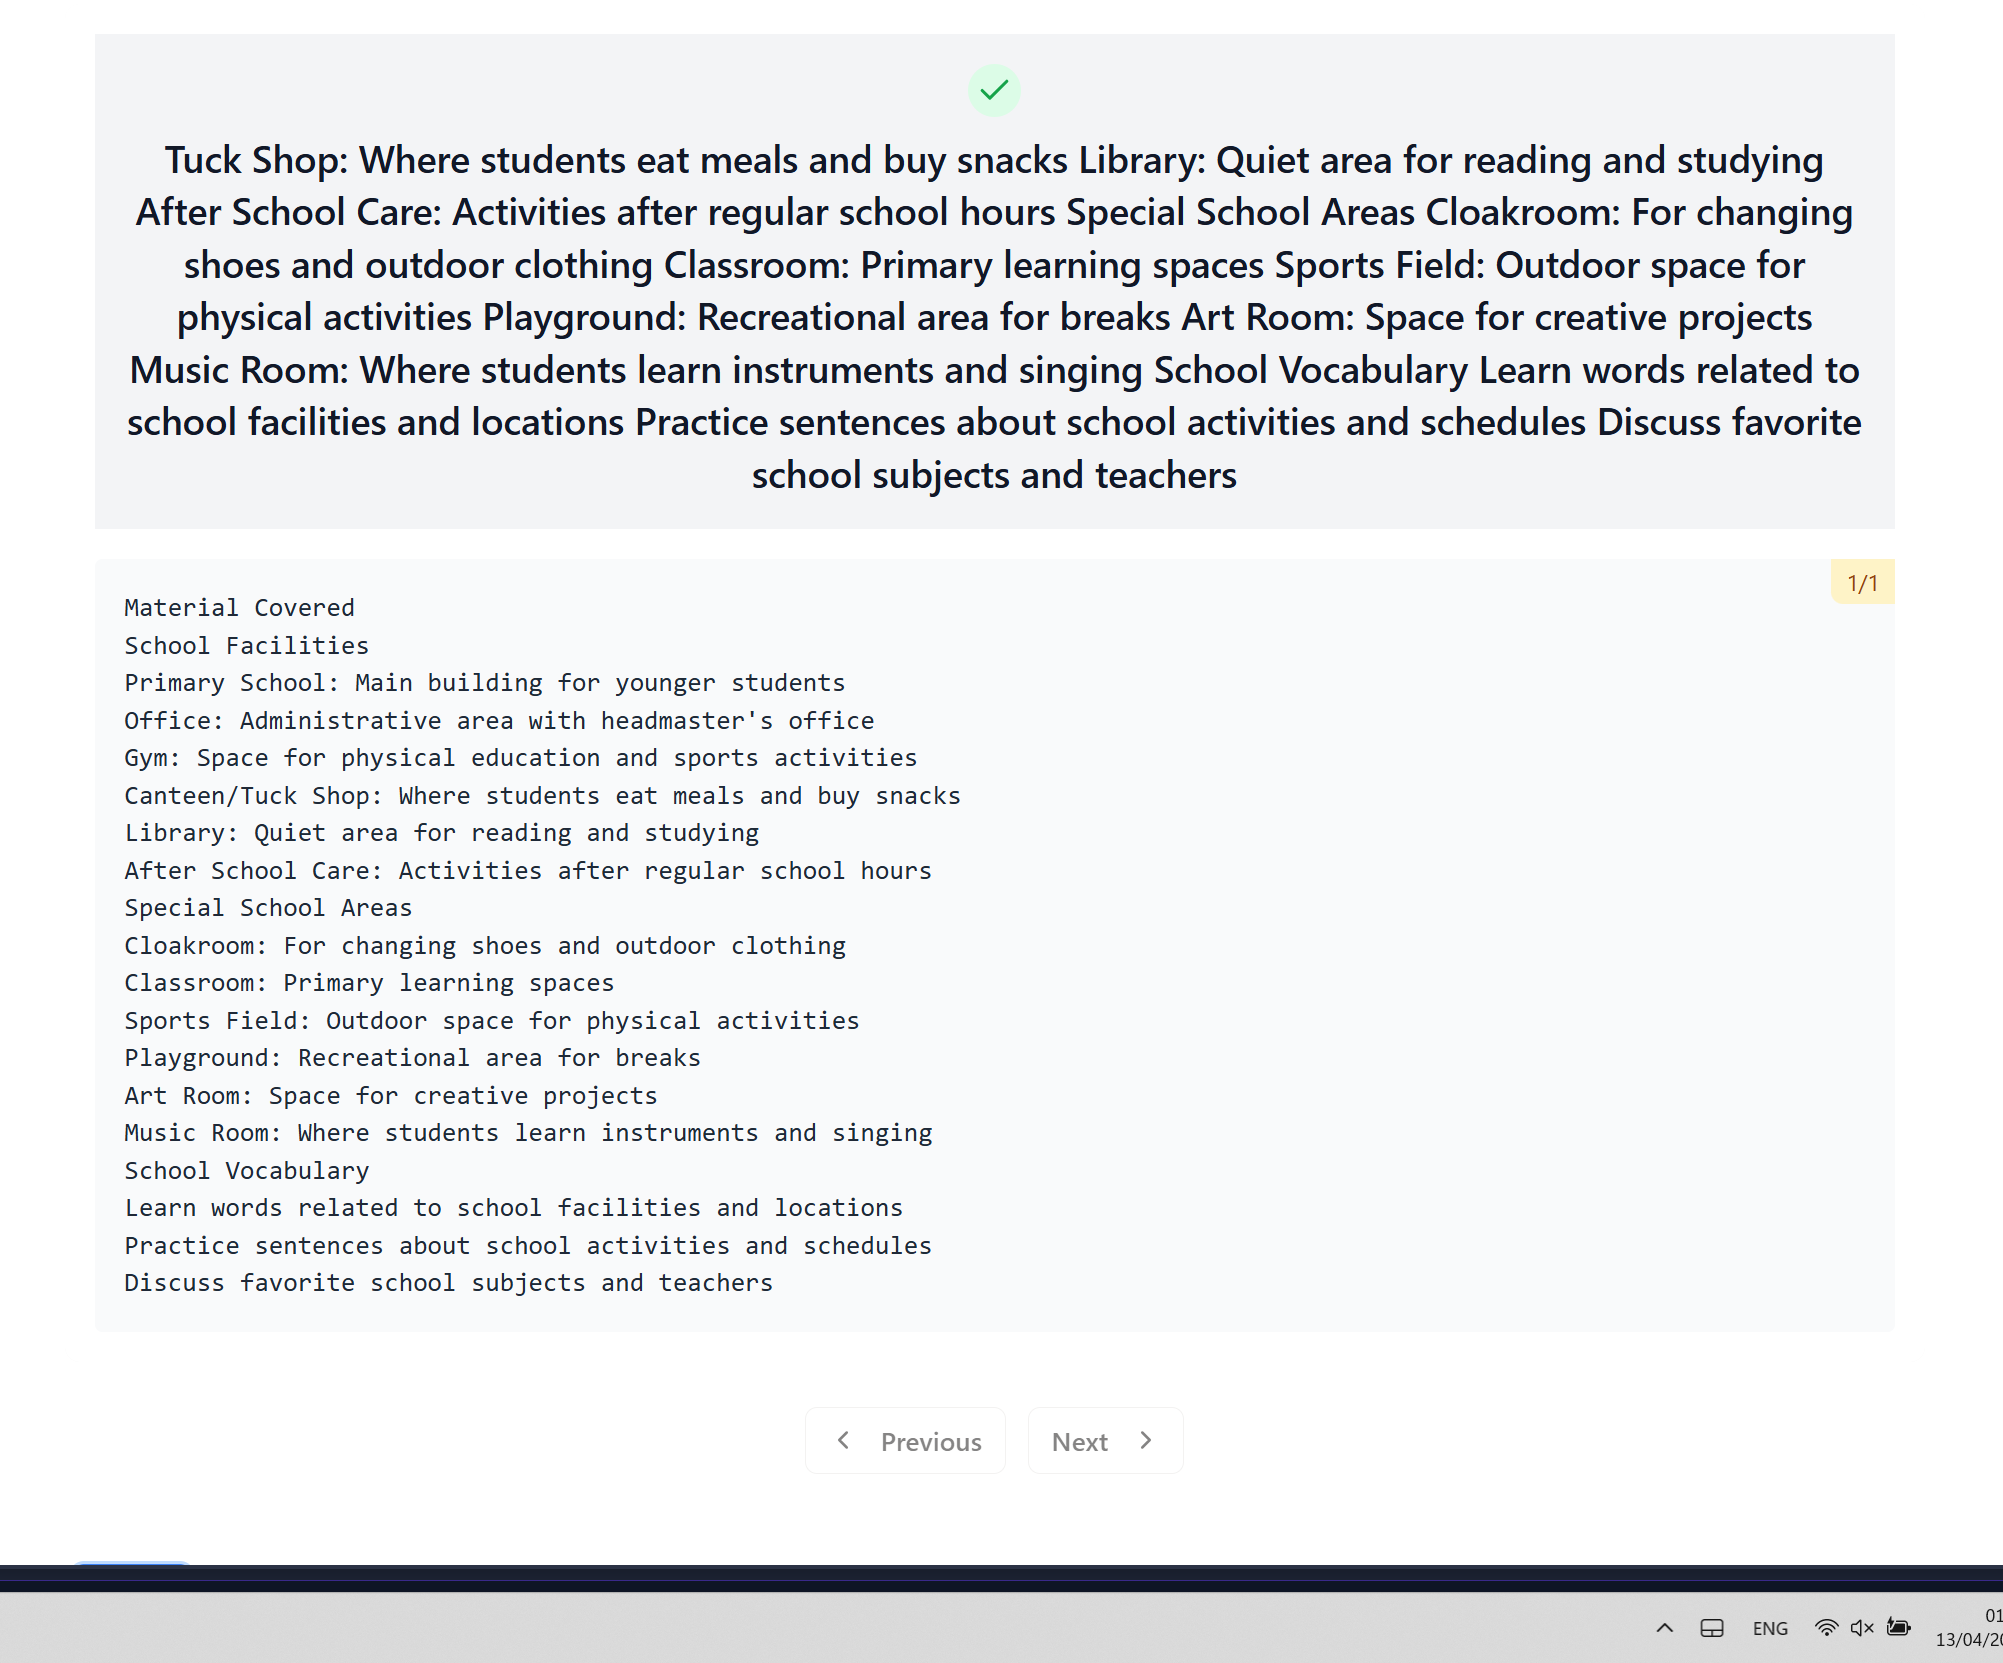 Tuck Shop: Where students eat meals and buy snacks Library: Quiet area for reading and studying
After School Care: Activities after regular school hours Special School Areas Cloakroom: For changing
shoes and outdoor clothing Classroom: Primary learning spaces Sports Field: Outdoor space for
physical activities Playground: Recreational area for breaks Art Room: Space for creative projects
Music Room: Where students learn instruments and singing School Vocabulary Learn words related to
school facilities and locations Practice sentences about school activities and schedules Discuss favorite
school subjects and teachers
1/1
Material Covered
School Facilities
Primary School: Main building for younger students
Office: Administrative area with headmaster's office
Gym: Space for physical education and sports activities
Canteen/Tuck Shop: Where students eat meals and buy snacks
Library: Quiet area for reading and studying
After School Care: Activities after regular school hours
Special School Areas
Cloakroom: For changing shoes and outdoor clothing
Classroom: Primary learning spaces
Sports Field: Outdoor space for physical activities
Playground: Recreational area for breaks
Art Room: Space for creative projects
Music Room: Where students learn instruments and singing
School Vocabulary
Learn words related to school facilities and locations
Practice sentences about school activities and schedules
Discuss favorite school subjects and teachers
Previous
Next
ENG
01
13/04/20